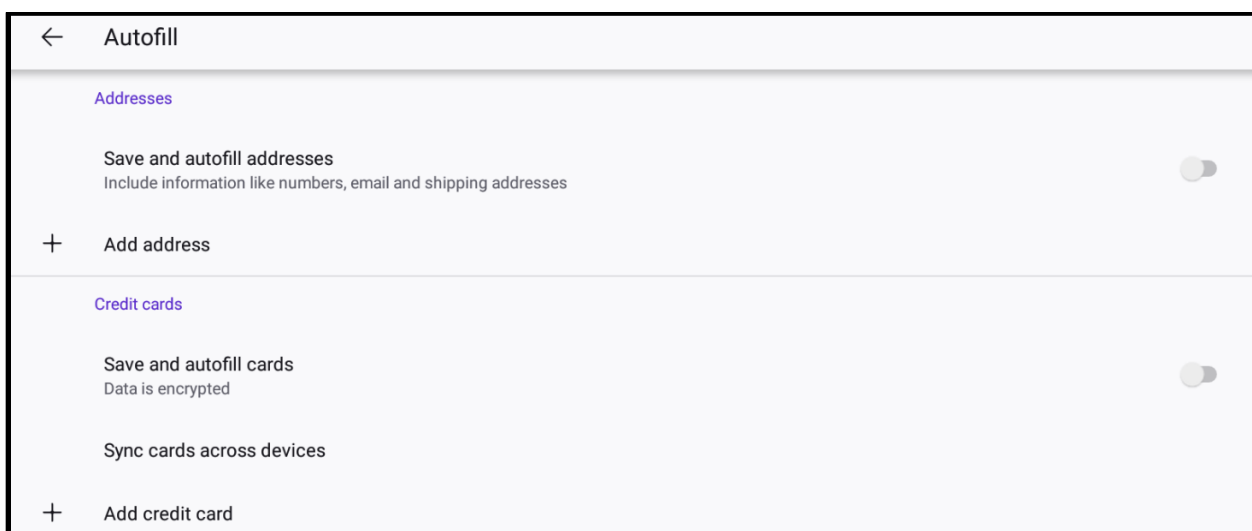 Autofill
Addresses
Save and autofill addresses
Include information like numbers, email and shipping addresses
Add address
Credit cards
Save and autofill cards
Data is encrypted
Sync cards across devices
Add credit card